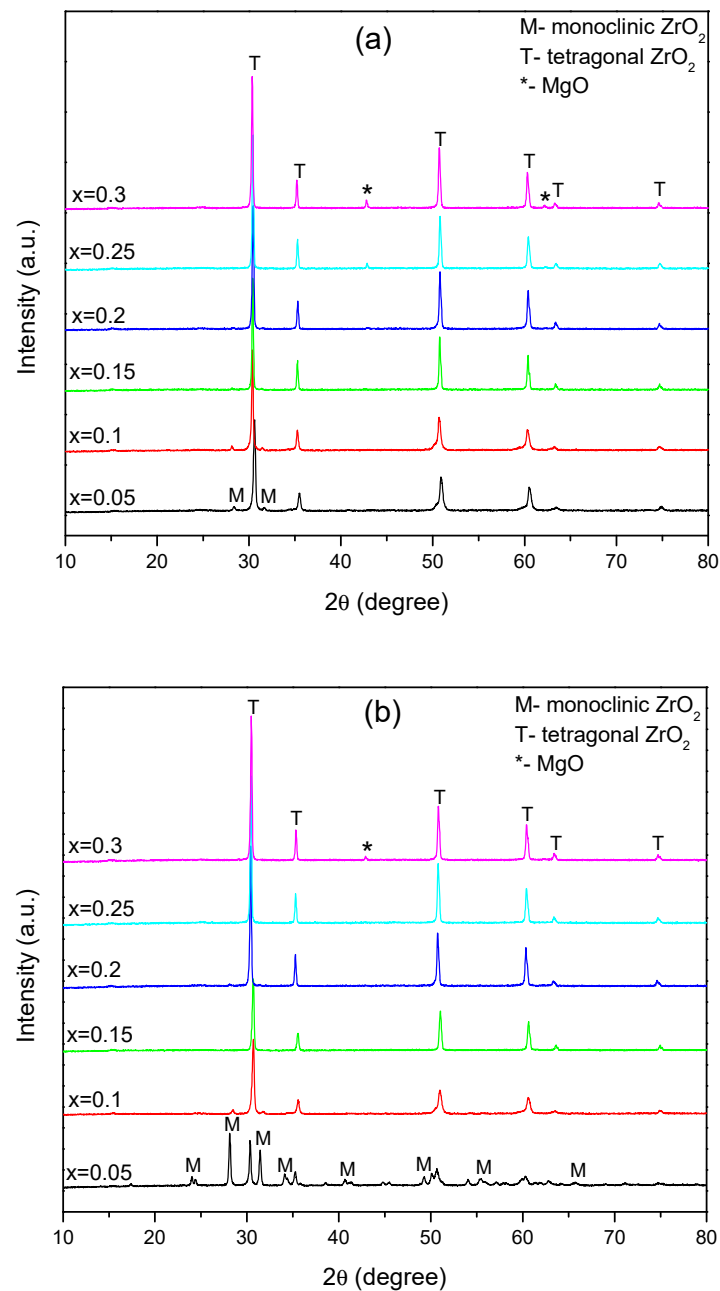 (a)
M- monoclinic ZrO₂
T- tetragonal ZrO₂
*- MgO
T
T
*
T
T
*
T
T
x=0.3
x=0.25
x=0.2
x=0.15
x=0.1
x=0.05
M
M
Intensity (a.u.)
10 20 30 40 50 60 70 80
2θ (degree)
(b)
M- monoclinic ZrO₂
T- tetragonal ZrO₂
*- MgO
T
T
*
T
T
T
T
x=0.3
x=0.25
x=0.2
x=0.15
x=0.1
x=0.05
M
M
M
M
M
M
M
M
Intensity (a.u.)
10 20 30 40 50 60 70 80
2θ (degree)